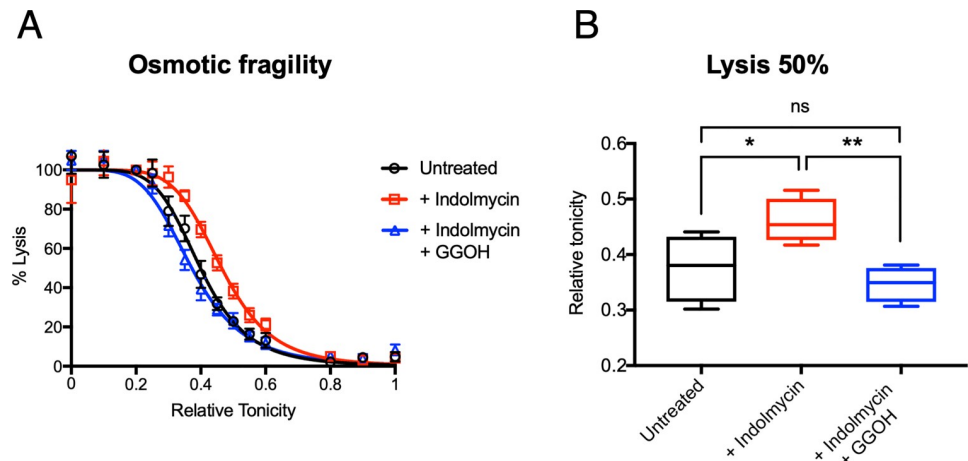 A
Osmotic fragility
% Lysis
100
80
60
40
20
0
0
0.2
0.4
0.6
0.8
1
Relative Tonicity
Untreated
+ Indolmycin
+ Indolmycin
+ GGOH
B
Lysis 50%
ns
*
**
Relative tonicity
0.6
0.5
0.4
0.3
0.2
Untreated
+ Indolmycin
+ Indolmycin
+ GGOH